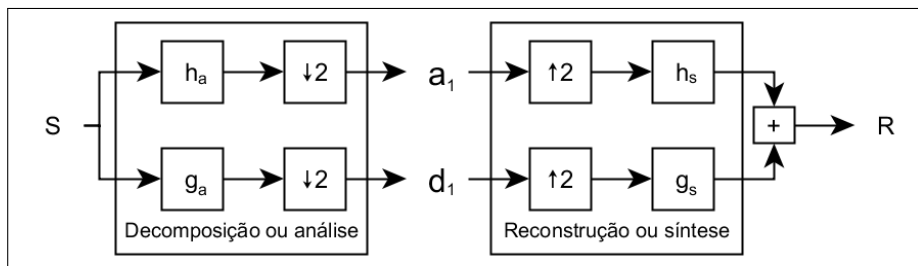 hₐ ↓2 a₁ ↑2 hₛ
S + R
gₐ ↓2 d₁ ↑2 gₛ
Decomposição ou análise Reconstrução ou síntese